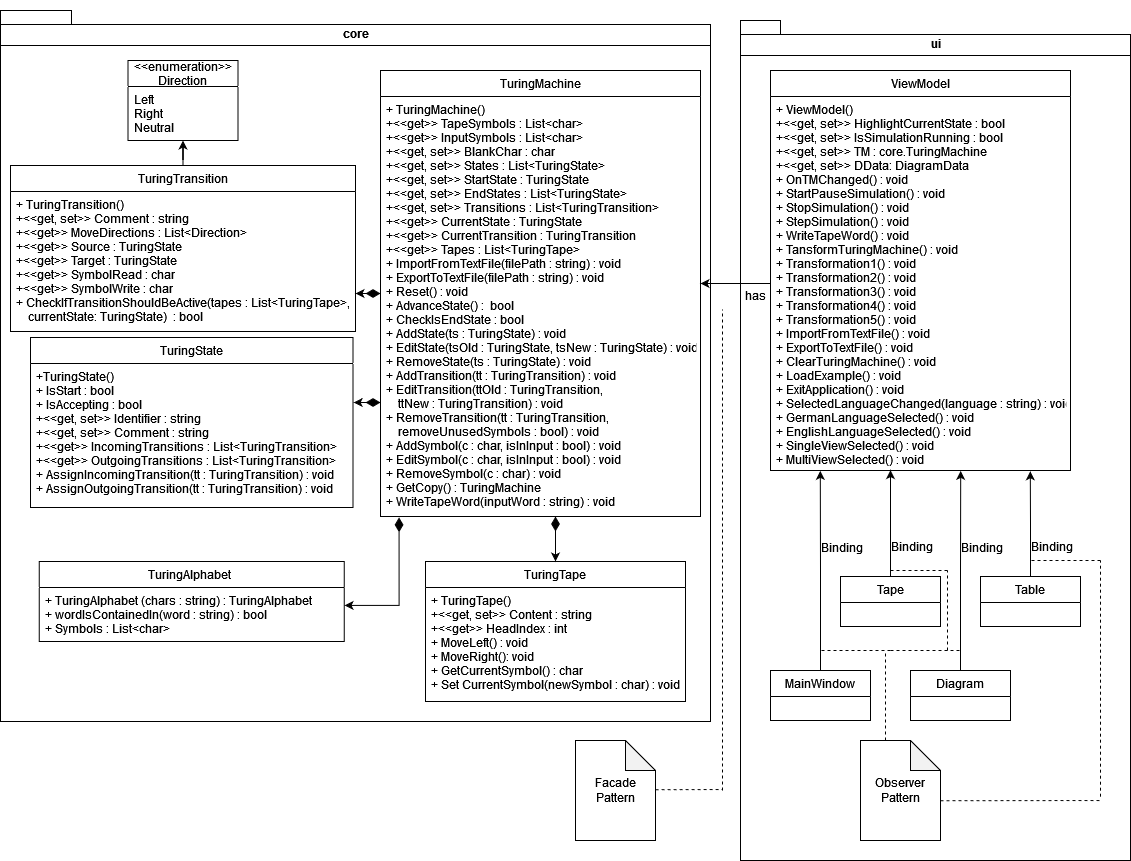 core
<<enumeration>>
Direction
Left
Right
Neutral
TuringTransition
+ TuringTransition()
+<<get, set>> Comment : string
+<<get>> MoveDirections : List<Direction>
+<<get>> Source : TuringState
+<<get>> Target : TuringState
+<<get>> SymbolRead : char
+<<get>> SymbolWrite : char
+ CheckIfTransitionShouldBeActive(tapes : List<TuringTape>,
currentState: TuringState) : bool
TuringState
+TuringState()
+ IsStart : bool
+ IsAccepting : bool
+<<get, set>> Identifier : string
+<<get, set>> Comment : string
+<<get>> IncomingTransitions : List<TuringTransition>
+<<get>> OutgoingTransitions : List<TuringTransition>
+ AssignIncomingTransition(tt : TuringTransition) : void
+ AssignOutgoingTransition(tt : TuringTransition) : void
TuringMachine
+ TuringMachine()
+<<get>> TapeSymbols : List<char>
+<<get>> InputSymbols : List<char>
+<<get, set>> BlankChar : char
+<<get, set>> States : List<TuringState>
+<<get, set>> StartState : TuringState
+<<get, set>> EndStates : List<TuringState>
+<<get, set>> Transitions : List<TuringTransition>
+<<get>> CurrentState : TuringState
+<<get>> CurrentTransition : TuringTransition
+<<get>> Tapes : List<TuringTape>
+ ImportFromTextFile(filePath : string) : void
+ ExportToTextFile(filePath : string) : void
+ Reset() : void
+ AdvanceState() : bool
+ CheckIsEndState : bool
+ AddState(ts : TuringState) : void
+ EditState(tsOld : TuringState, tsNew : TuringState) : void
+ RemoveState(ts : TuringState) : void
+ AddTransition(tt : TuringTransition) : void
+ EditTransition(ttOld : TuringTransition,
ttNew : TuringTransition) : void
+ RemoveTransition(tt : TuringTransition,
removeUnusedSymbols : bool) : void
+ AddSymbol(c : char, isInInput : bool) : void
+ EditSymbol(c : char, isInInput : bool) : void
+ RemoveSymbol(c : char) : void
+ GetCopy() : TuringMachine
+ WriteTapeWord(inputWord : string) : void
TuringAlphabet
+ TuringAlphabet (chars : string) : TuringAlphabet
+ wordIsContainedIn(word : string) : bool
+ Symbols : List<char>
TuringTape
+ TuringTape()
+<<get, set>> Content : string
+<<get>> HeadIndex : int
+ MoveLeft() : void
+ MoveRight(): void
+ GetCurrentSymbol() : char
+ Set CurrentSymbol(newSymbol : char) : void
has
Facade
Pattern
ui
ViewModel
+ ViewModel()
+<<get, set>> HighlightCurrentState : bool
+<<get, set>> IsSimulationRunning : bool
+<<get, set>> TM : core.TuringMachine
+<<get, set>> DData: DiagramData
+ OnTMChanged() : void
+ StartPauseSimulation() : void
+ StopSimulation() : void
+ StepSimulation() : void
+ WriteTapeWord() : void
+ TansformTuringMachine() : void
+ Transformation1() : void
+ Transformation2() : void
+ Transformation3() : void
+ Transformation4() : void
+ Transformation5() : void
+ ImportFromTextFile() : void
+ ExportToTextFile() : void
+ ClearTuringMachine() : void
+ LoadExample() : void
+ ExitApplication() : void
+ SelectedLanguageChanged(language : string) : voi
+ GermanLanguageSelected() : void
+ EnglishLanguageSelected() : void
+ SingleViewSelected() : void
+ MultiViewSelected() : void
Binding
Binding
Binding
Binding
Tape
Table
MainWindow
Diagram
Observer
Pattern